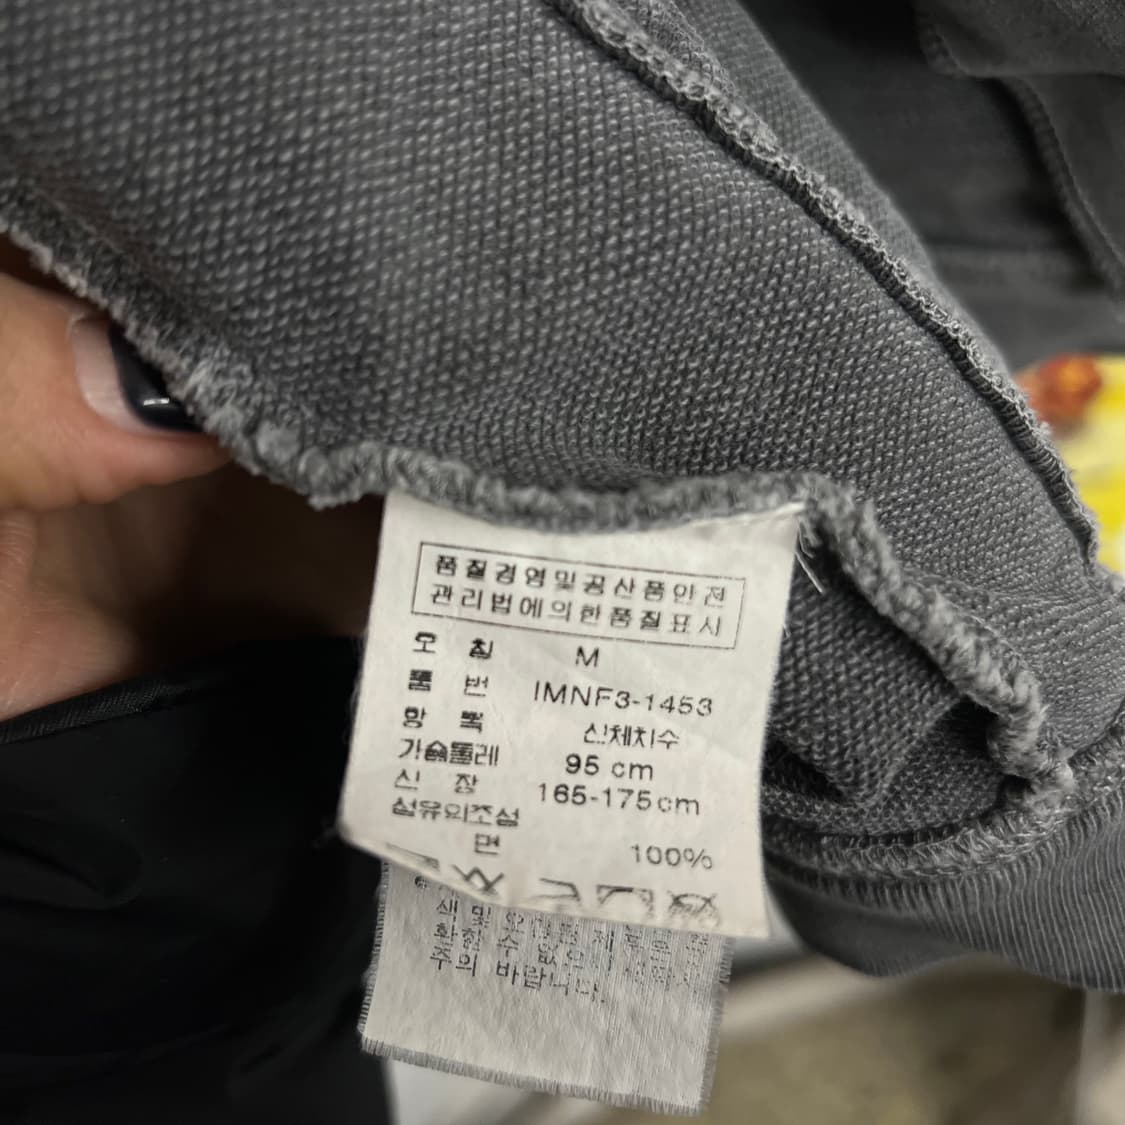 품질경영및공산품안전
관리법에의한품질표시
호칭 M
품번 IMNF3-1453
항목 신체치수
가슴둘레 95 cm
신장 165-175cm
섬유의조성
면 100%
주의 바랍니다.